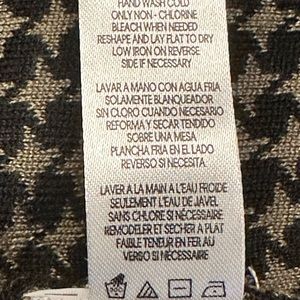 HAND WASH COLD
ONLY NON - CHLORINE
BLEACH WHEN NEEDED
RESHAPE AND LAY FLAT TO DRY
LOW IRON ON REVERSE
SIDE IF NECESSARY
LAVAR A MANO CON AGUA FRIA
SOLAMENTE BLANQUEADOR
SIN CLORO CUANDO NECESARIO
REFORMA Y SECAR TENDIDO
SOBRE UNA MESA
PLANCHA FRIA EN EL LADO
REVERSO SI NECESITA.
LAVER A LA MAIN A L'EAU FROIDE
SEULEMENT L'EAU DE JAVEL
SANS CHLORE SI NÉCESSAIRE
REMODELER ET SECHER A PLAT
FAIBLE TENEUR EN FER AU
VERSO SI NÉCESSAIRE